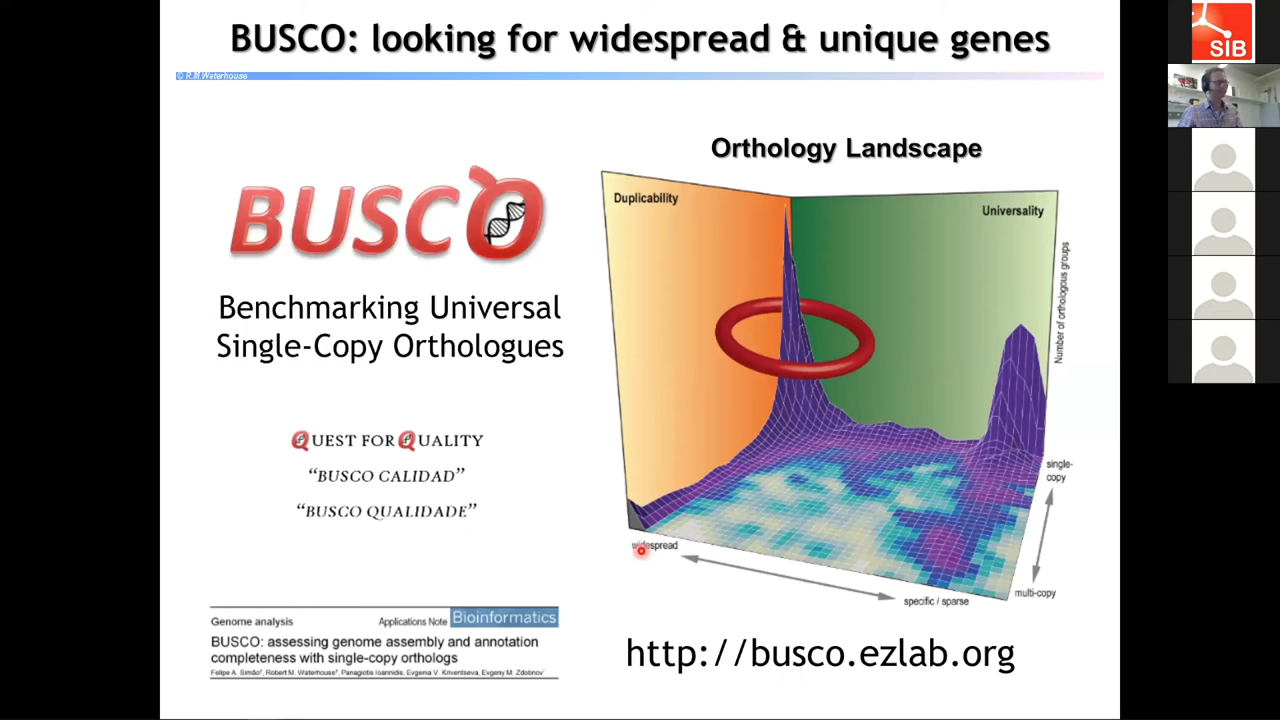 BUSCO: looking for widespread & unique genes
© R.M.Waterhouse
SIB
Orthology Landscape
BUSCO
Duplicability
Universality
Number of orthologous groups
Benchmarking Universal
Single-Copy Orthologues
QUEST FOR QUALITY
“BUSCO CALIDAD”
“BUSCO QUALIDADE”
single-
copy
widespread
specific / sparse
multi-copy
Genome analysis
Applications Note
Bioinformatics
BUSCO: assessing genome assembly and annotation
completeness with single-copy orthologs
Felipe A. Simão†, Robert M. Waterhouse†, Panagiotis Ioannidis, Evgenia V. Kriventseva, Evgeny M. Zdobnov*
http://busco.ezlab.org